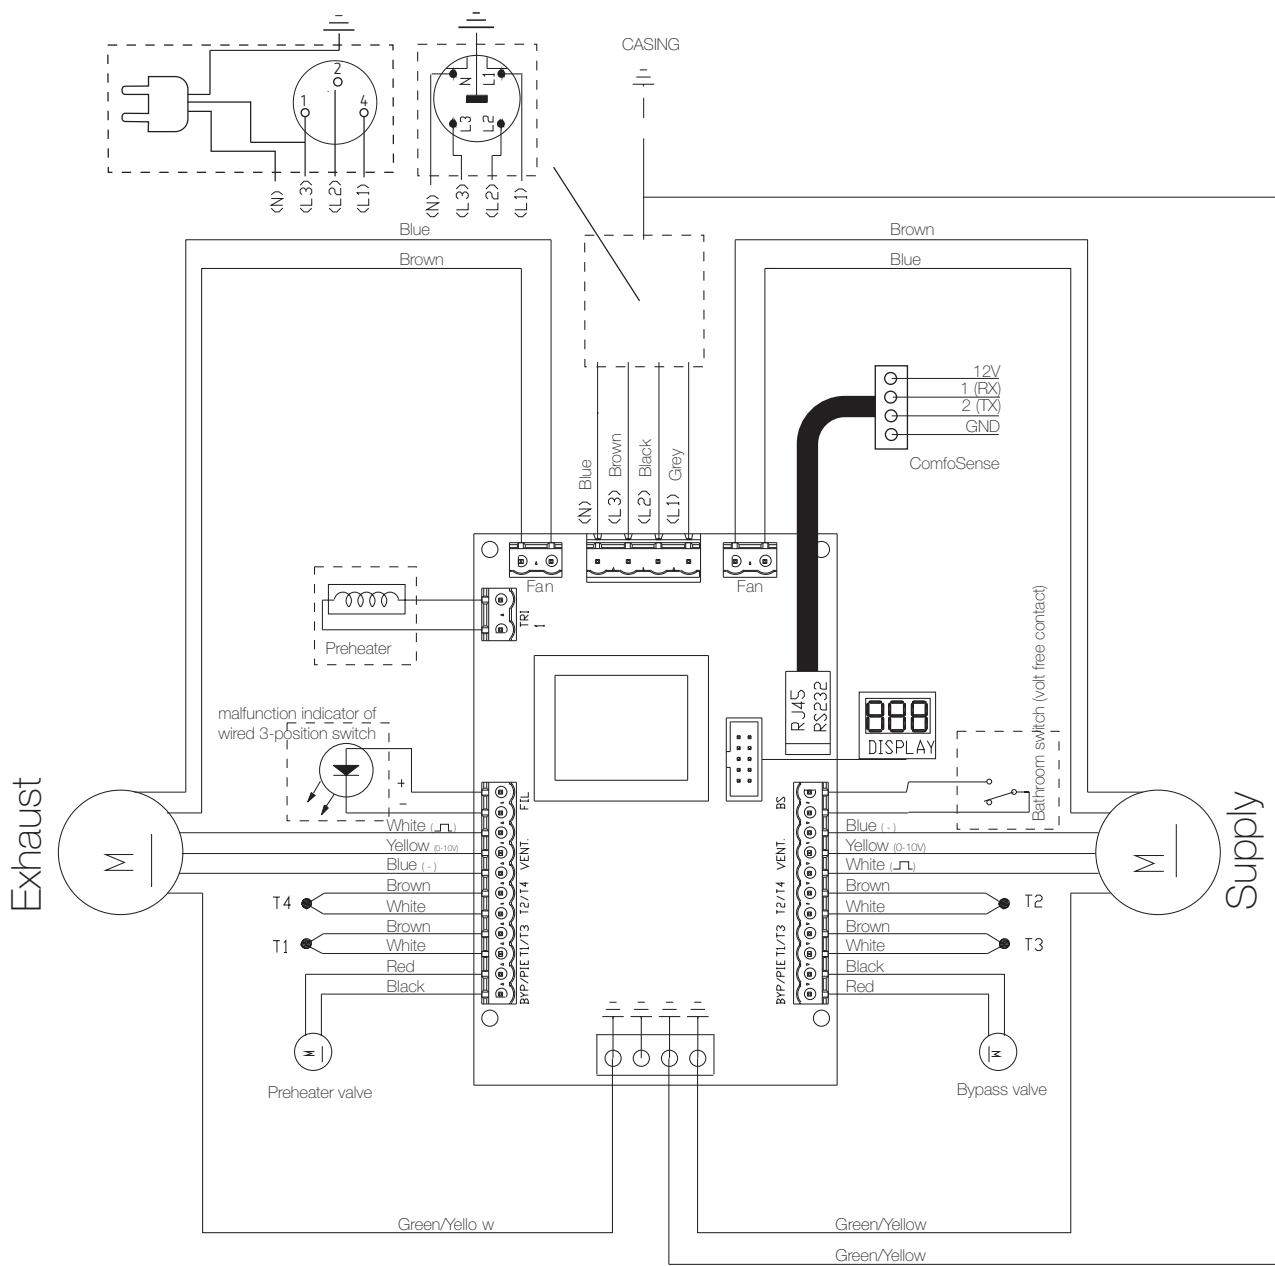 CASING
2
1
4
N
L1
L3
L2
(N)
(L3)
(L2)
(L1)
(N)
(L3)
(L2)
(L1)
Blue
Brown
Brown
Blue
12V
1 (RX)
2 (TX)
GND
ComfoSense
(N) Blue
(L3) Brown
(L2) Black
(L1) Grey
Fan
Fan
TRI
1
Preheater
RJ45
RS232
DISPLAY
Bathroom switch (volt free contact)
malfunction indicator of
wired 3-position switch
+
−
FIL
VENT.
T2/T4
T1/T3
BYP/PIE
BS
VENT.
T2/T4
T1/T3
BYP/PIE
Exhaust
M
White
Yellow (0-10V)
Blue (-)
Brown
White
Brown
White
Red
Black
T4
T1
M
Preheater valve
Blue (-)
Yellow (0-10V)
White
Brown
White
Brown
White
Black
Red
T2
T3
M
Bypass valve
M
Supply
Green/Yello w
Green/Yellow
Green/Yellow